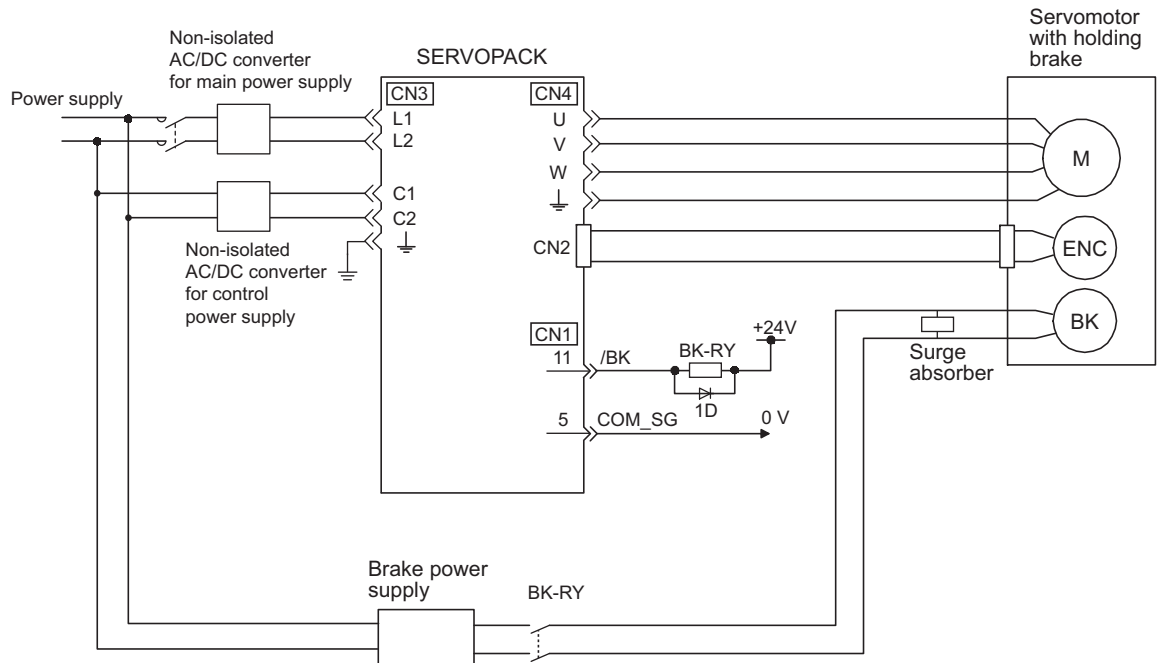 Servomotor
with holding
brake
Non-isolated
AC/DC converter
for main power supply
SERVOPACK
Power supply
CN3
CN4
L1
U
L2
V
M
W
C1
C2
CN2
ENC
Non-isolated
AC/DC converter
for control
power supply
CN1
+24V
BK
11
/BK
BK-RY
Surge
absorber
1D
5
COM_SG
0 V
Brake power
supply
BK-RY